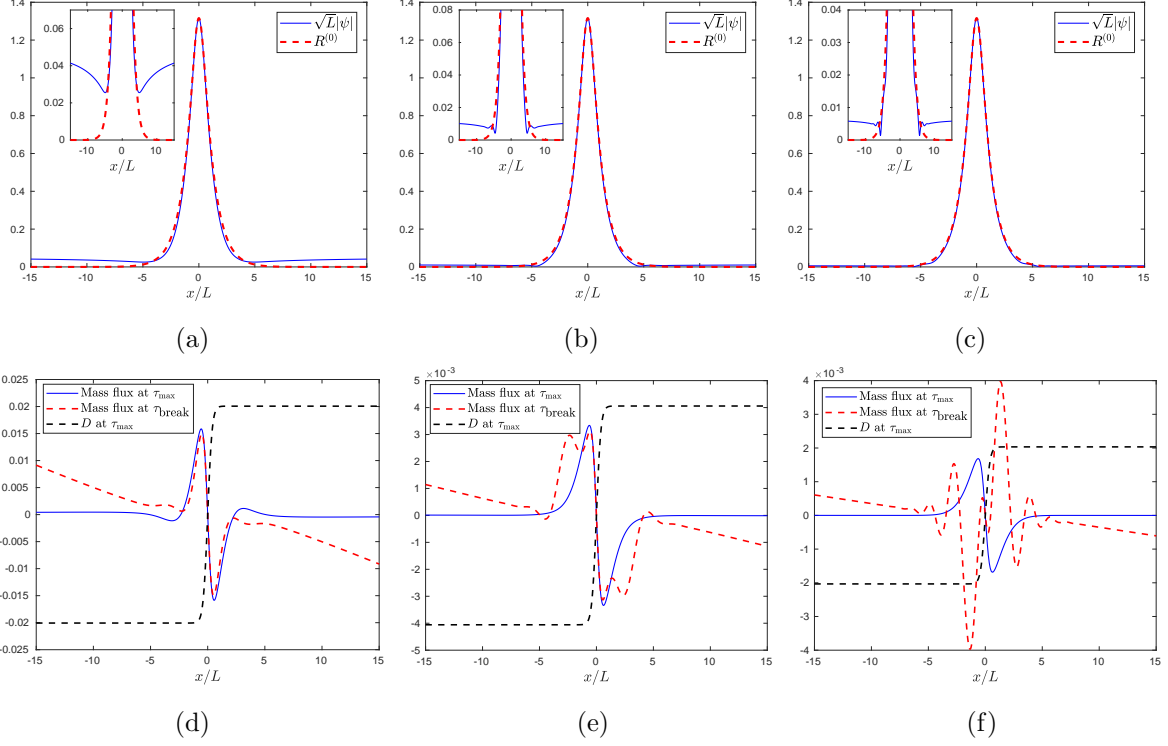 1.4
1.2
1
0.8
0.6
0.4
0.2
0
-15 -10 -5 0 5 10 15
x/L
√L|ψ|
R^(0)
0.06
0.04
0.02
0
-10 0 10
x/L
(a)
1.4
1.2
1
0.8
0.6
0.4
0.2
0
-15 -10 -5 0 5 10 15
x/L
√L|ψ|
R^(0)
0.08
0.06
0.04
0.02
0
-10 0 10
x/L
(b)
1.4
1.2
1
0.8
0.6
0.4
0.2
0
-15 -10 -5 0 5 10 15
x/L
√L|ψ|
R^(0)
0.04
0.03
0.02
0.01
0
-10 0 10
x/L
(c)
0.025
0.02
0.015
0.01
0.005
0
-0.005
-0.01
-0.015
-0.02
-0.025
-15 -10 -5 0 5 10 15
x/L
Mass flux at τ_max
Mass flux at τ_break
D at τ_max
(d)
×10^-3
5
4
3
2
1
0
-1
-2
-3
-4
-5
-15 -10 -5 0 5 10 15
x/L
Mass flux at τ_max
Mass flux at τ_break
D at τ_max
(e)
×10^-3
4
3
2
1
0
-1
-2
-3
-4
-15 -10 -5 0 5 10 15
x/L
Mass flux at τ_max
Mass flux at τ_break
D at τ_max
(f)